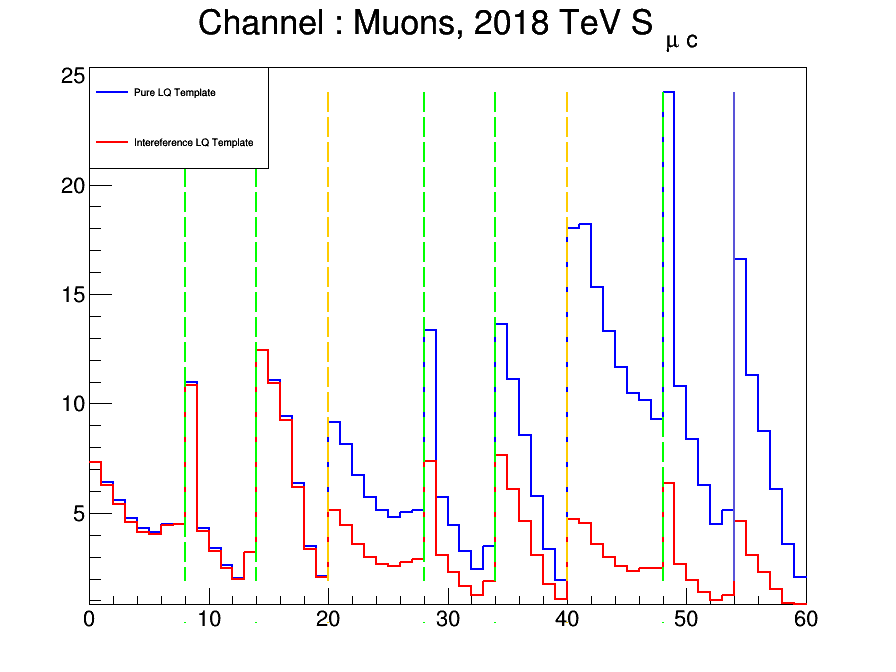 Channel : Muons, 2018 TeV S μ c
25
Pure LQ Template
Intereference LQ Template
20
15
10
5
0 10 20 30 40 50 60